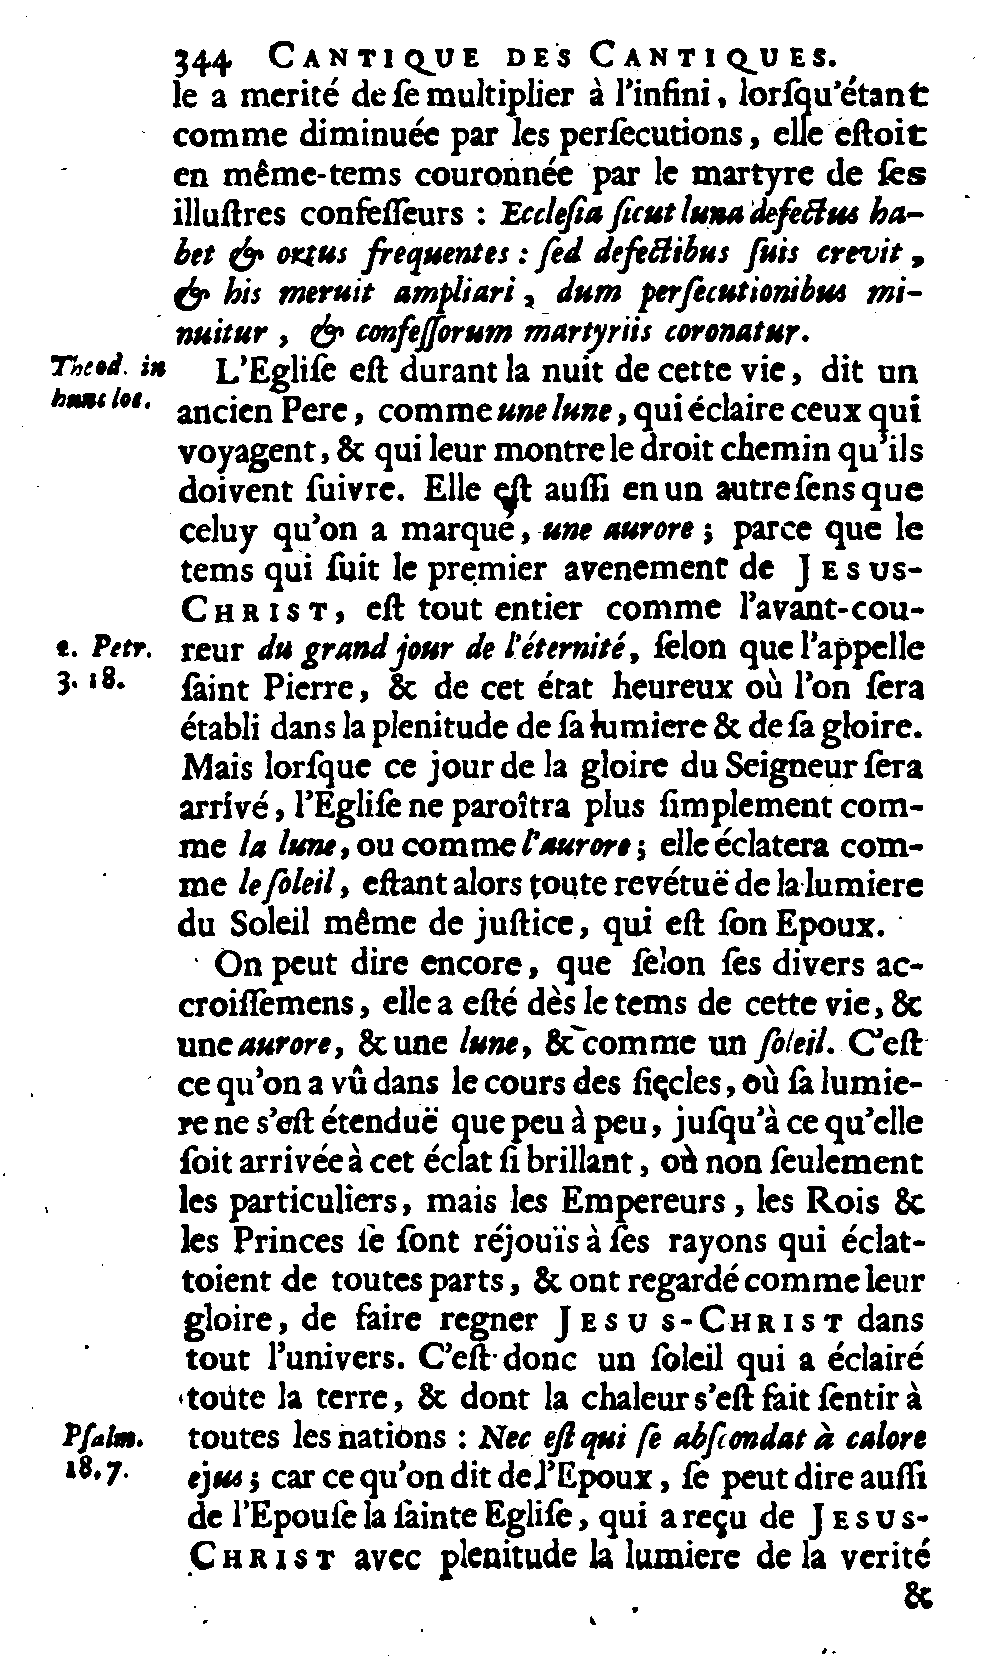 344 CANTIQUE DES CANTIQUES.
le a merité de ſe multiplier à l'infini, lorſqu'étant
comme diminuée par les perſecutions, elle eſtoit
en même-tems couronnée par le martyre de ſes
illuſtres confeſſeurs : Eccleſia ſicut luna defectus ha-
bet & ortus frequentes : ſed defectibus ſuis crevit,
& his meruit ampliari, dum perſecutionibus mi-
nuitur, & confeſſorum martyriis coronatur.
Theod. in
hunc loc.
L'Egliſe eſt durant la nuit de cette vie, dit un
ancien Pere, comme une lune, qui éclaire ceux qui
voyagent, & qui leur montre le droit chemin qu'ils
doivent ſuivre. Elle eſt auſſi en un autre ſens que
celuy qu'on a marqué, une aurore ; parce que le
tems qui ſuit le premier avenement de JESUS-
CHRIST, eſt tout entier comme l'avant-cou-
2. Petr.
3. 18.
reur du grand jour de l'éternité, ſelon que l'appelle
ſaint Pierre, & de cet état heureux où l'on ſera
établi dans la plenitude de ſa lumiere & de ſa gloire.
Mais lorſque ce jour de la gloire du Seigneur ſera
arrivé, l'Egliſe ne paroîtra plus ſimplement com-
me la lune, ou comme l'aurore ; elle éclatera com-
me le ſoleil, eſtant alors toute revétuë de la lumiere
du Soleil même de juſtice, qui eſt ſon Epoux.
On peut dire encore, que ſelon ſes divers ac-
croiſſemens, elle a eſté dès le tems de cette vie, &
une aurore, & une lune, & comme un ſoleil. C'eſt
ce qu'on a vû dans le cours des ſiecles, où ſa lumie-
re ne s'eſt étenduë que peu à peu, juſqu'à ce qu'elle
ſoit arrivée à cet éclat ſi brillant, où non ſeulement
les particuliers, mais les Empereurs, les Rois &
les Princes ſe ſont réjouïs à ſes rayons qui éclat-
toient de toutes parts, & ont regardé comme leur
gloire, de faire regner JESUS-CHRIST dans
tout l'univers. C'eſt donc un ſoleil qui a éclairé
toute la terre, & dont la chaleur s'eſt fait ſentir à
Pſalm.
18. 7.
toutes les nations : Nec eſt qui ſe abſcondat à calore
ejus ; car ce qu'on dit de l'Epoux, ſe peut dire auſſi
de l'Epouſe la ſainte Egliſe, qui a reçu de JESUS-
CHRIST avec plenitude la lumiere de la verité
&